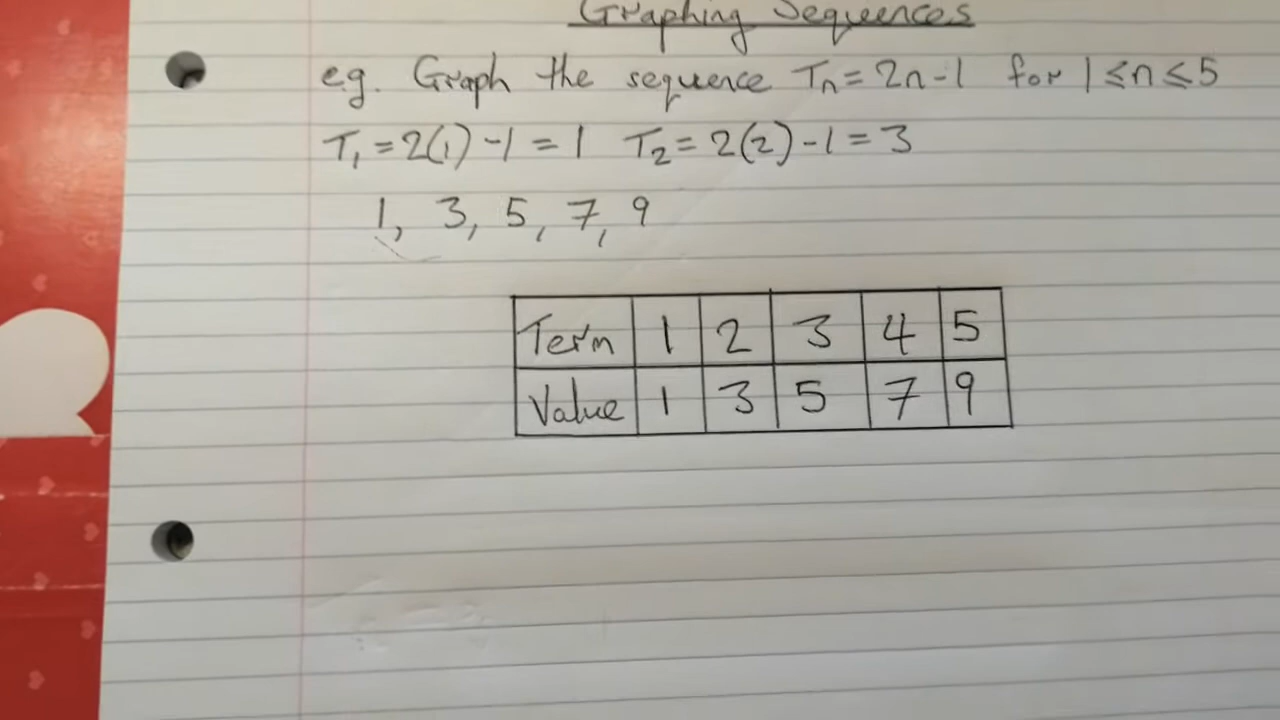 Graphing Sequences
e.g. Graph the sequence Tn = 2n - 1 for 1 ≤ n ≤ 5
T₁ = 2(1) - 1 = 1 T₂ = 2(2) - 1 = 3
1, 3, 5, 7, 9
Term 1 2 3 4 5
Value 1 3 5 7 9